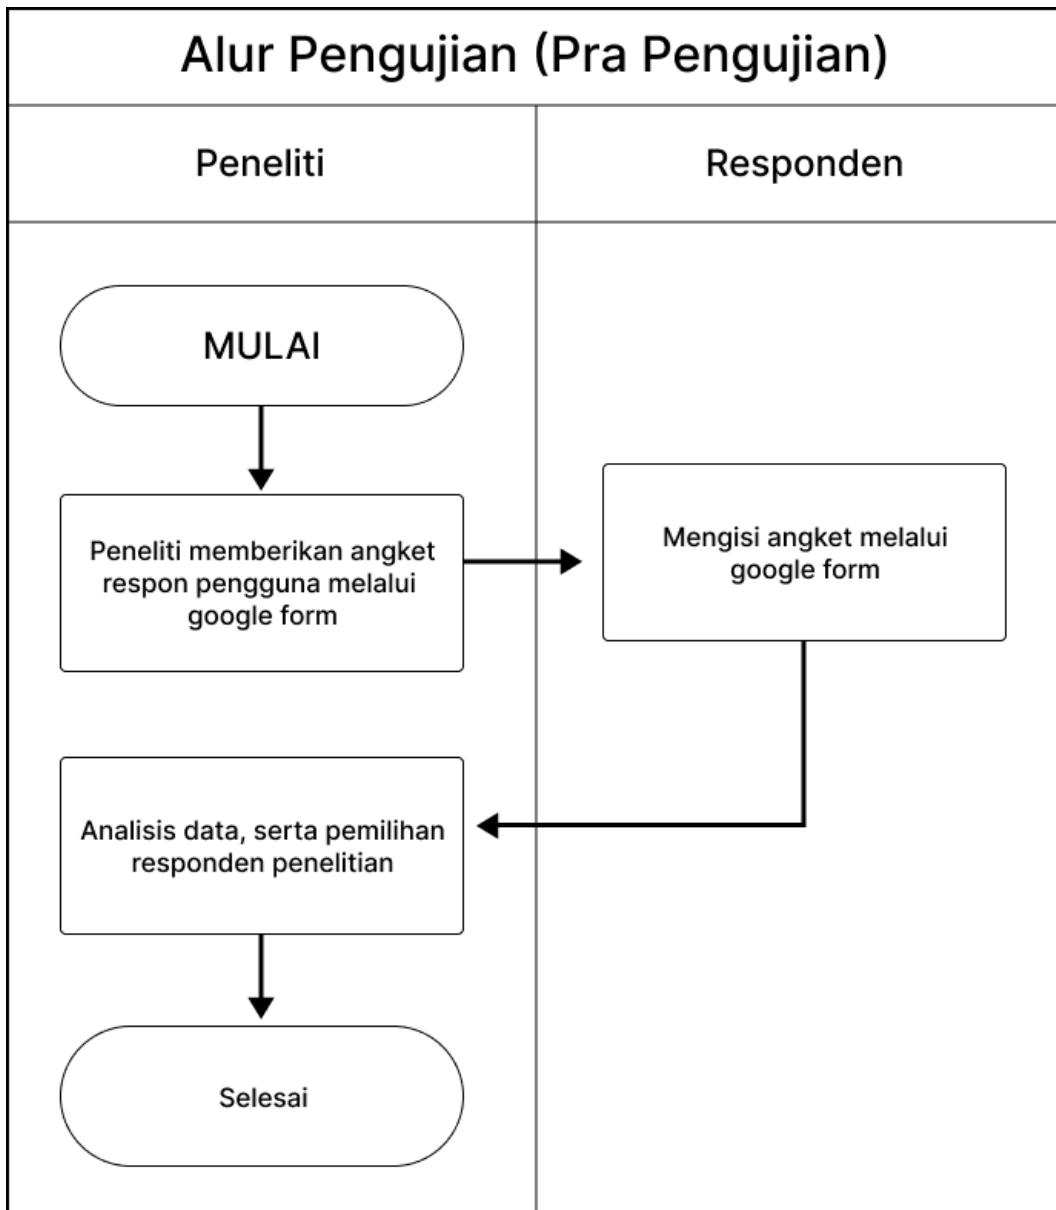 Alur Pengujian (Pra Pengujian)
Peneliti
Responden
MULAI
Peneliti memberikan angket
respon pengguna melalui
google form
Mengisi angket melalui
google form
Analisis data, serta pemilihan
responden penelitian
Selesai